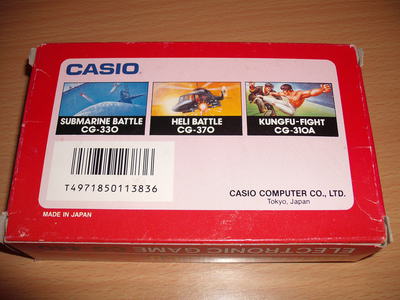 CASIO
SUBMARINE BATTLE
CG-330
HELI BATTLE
CG-370
KUNGFU-FIGHT
CG-310A
T4971850113836
CASIO COMPUTER CO., LTD.
Tokyo, Japan
MADE IN JAPAN
ELECTRONIC GAME